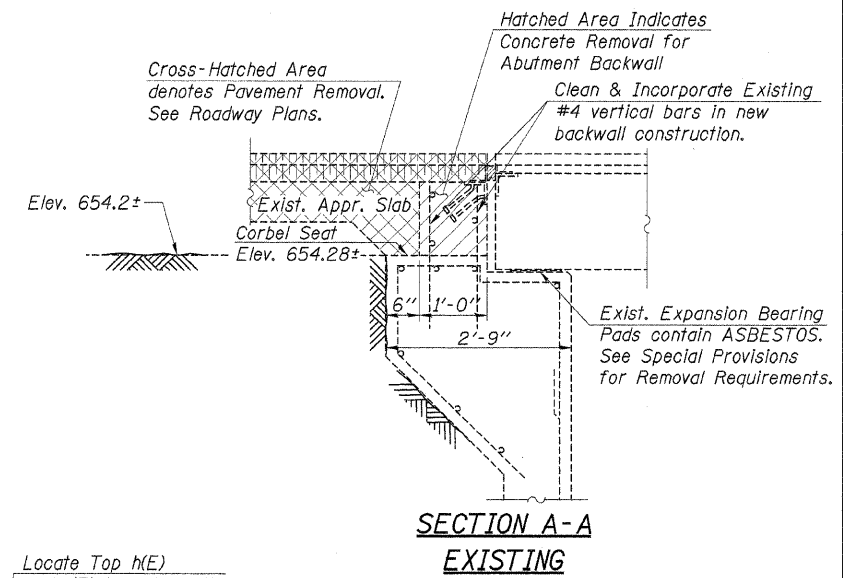 Hatched Area Indicates
Concrete Removal for
Abutment Backwall
Cross-Hatched Area
denotes Pavement Removal.
See Roadway Plans.
Clean & Incorporate Existing
#4 vertical bars in new
backwall construction.
Elev. 654.2±
Exist. Appr. Slab
Corbel Seat
Elev. 654.28±
6" 1'-0"
2'-9"
Exist. Expansion Bearing
Pads contain ASBESTOS.
See Special Provisions
for Removal Requirements.
SECTION A-A
EXISTING
Locate Top h(E)